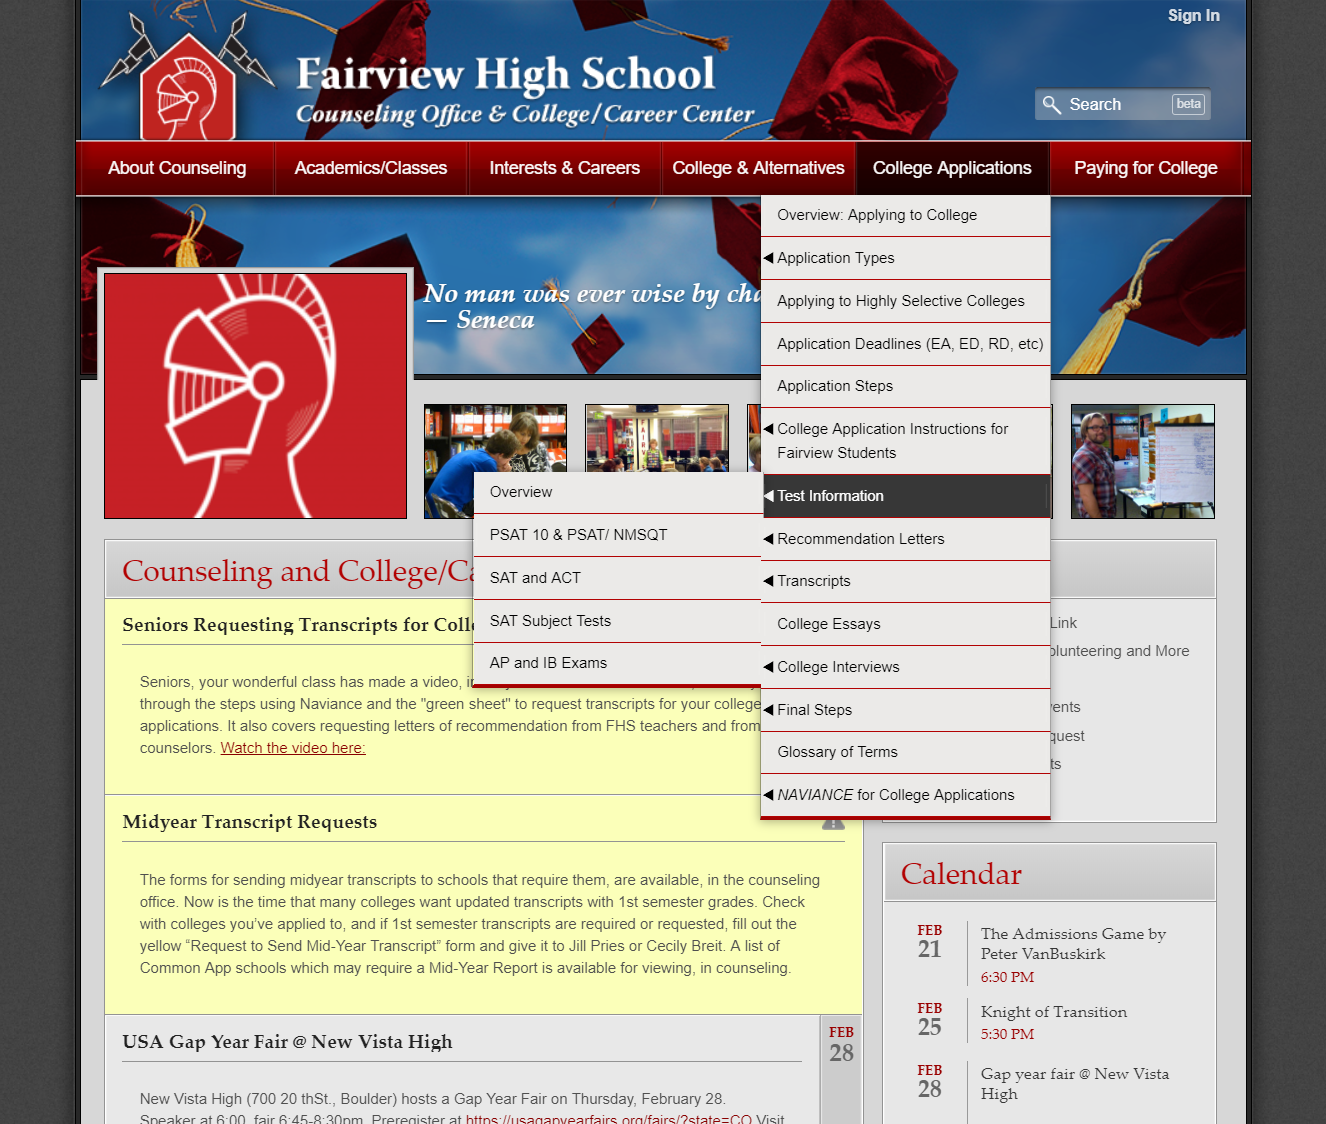 Sign In
Fairview High School
Counseling Office & College/Career Center
Search
beta
About Counseling
Academics/Classes
Interests & Careers
College & Alternatives
College Applications
Paying for College
Overview: Applying to College
Application Types
Applying to Highly Selective Colleges
Application Deadlines (EA, ED, RD, etc)
Application Steps
College Application Instructions for
Fairview Students
Test Information
Recommendation Letters
Transcripts
College Essays
College Interviews
Final Steps
Glossary of Terms
NAVIANCE for College Applications
Overview
PSAT 10 & PSAT/ NMSQT
SAT and ACT
SAT Subject Tests
AP and IB Exams
No man was ever wise by
— Seneca
Counseling and College/
Seniors Requesting Transcripts for
Seniors, your wonderful class has made a video,
through the steps using Naviance and the "green sheet" to request transcripts for your college
applications. It also covers requesting letters of recommendation from FHS teachers and from
counselors. Watch the video here:
Midyear Transcript Requests
The forms for sending midyear transcripts to schools that require them, are available, in the counseling
office. Now is the time that many colleges want updated transcripts with 1st semester grades. Check
with colleges you've applied to, and if 1st semester transcripts are required or requested, fill out the
yellow “Request to Send Mid-Year Transcript” form and give it to Jill Pries or Cecily Breit. A list of
Common App schools which may require a Mid-Year Report is available for viewing, in counseling.
USA Gap Year Fair @ New Vista High
FEB
28
New Vista High (700 20 thSt., Boulder) hosts a Gap Year Fair on Thursday, February 28.
Speaker at 6:00, fair 6:45-8:30pm. Preregister at https://usagapyearfairs.org/fairs/?state=CO Visit
Link
and More
Calendar
FEB
21
The Admissions Game by
Peter VanBuskirk
6:30 PM
FEB
25
Knight of Transition
5:30 PM
FEB
28
Gap year fair @ New Vista
High